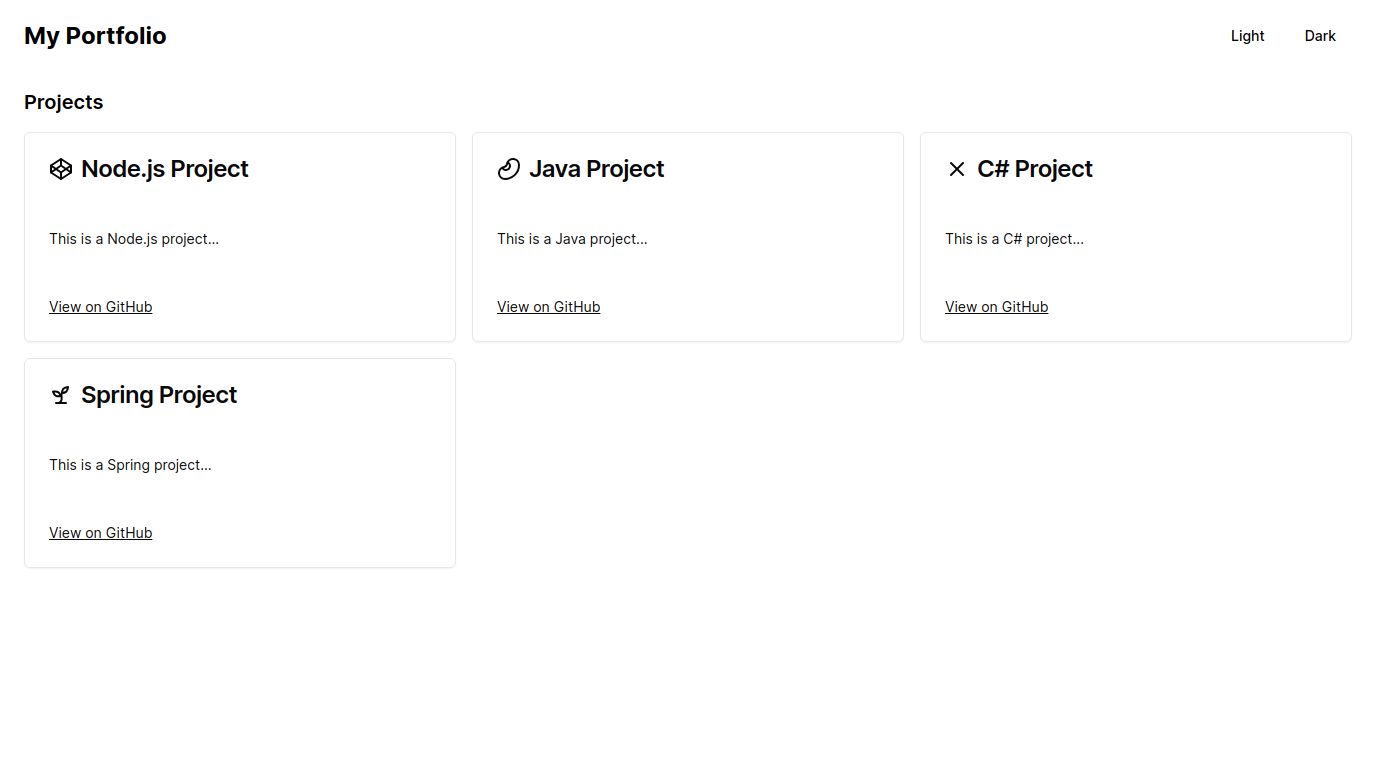 My Portfolio
Light
Dark
Projects
Node.js Project
This is a Node.js project...
View on GitHub
Java Project
This is a Java project...
View on GitHub
C# Project
This is a C# project...
View on GitHub
Spring Project
This is a Spring project...
View on GitHub